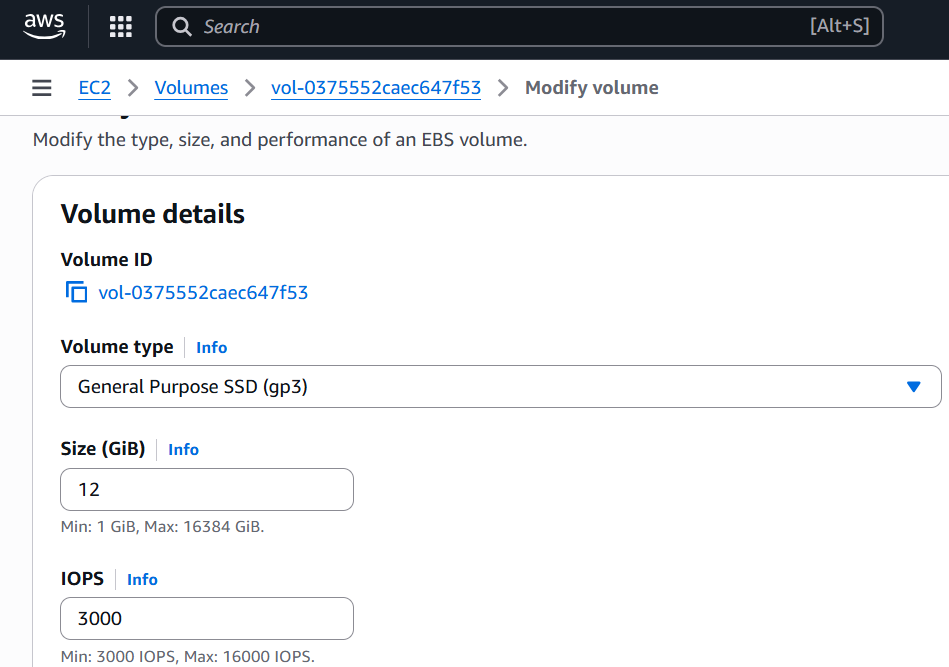 aws
Search [Alt+S]
EC2 > Volumes > vol-0375552caec647f53 > Modify volume
Modify the type, size, and performance of an EBS volume.
Volume details
Volume ID
vol-0375552caec647f53
Volume type Info
General Purpose SSD (gp3)
Size (GiB) Info
12
Min: 1 GiB, Max: 16384 GiB.
IOPS Info
3000
Min: 3000 IOPS, Max: 16000 IOPS.